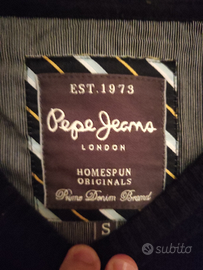 EST. 1973
Pepe Jeans
LONDON
HOMESPUN
ORIGINALS
Prime Denim Brand
S
subito